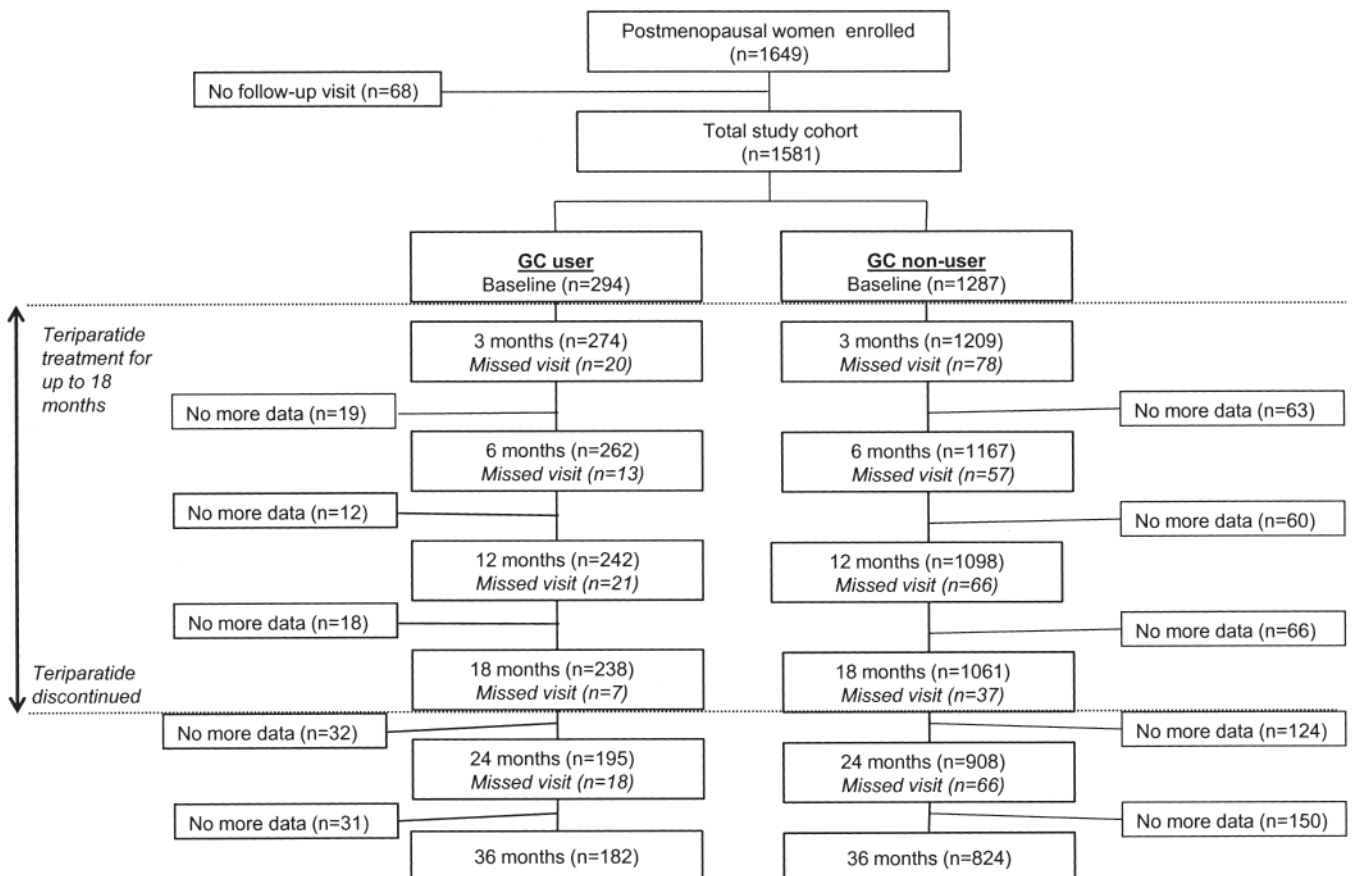 Postmenopausal women enrolled
(n=1649)
No follow-up visit (n=68)
Total study cohort
(n=1581)
GC user
Baseline (n=294)
GC non-user
Baseline (n=1287)
Teriparatide
treatment for
up to 18
months
3 months (n=274)
Missed visit (n=20)
3 months (n=1209)
Missed visit (n=78)
No more data (n=19)
No more data (n=63)
6 months (n=262)
Missed visit (n=13)
6 months (n=1167)
Missed visit (n=57)
No more data (n=12)
No more data (n=60)
12 months (n=242)
Missed visit (n=21)
12 months (n=1098)
Missed visit (n=66)
No more data (n=18)
No more data (n=66)
Teriparatide
discontinued
18 months (n=238)
Missed visit (n=7)
18 months (n=1061)
Missed visit (n=37)
No more data (n=32)
No more data (n=124)
24 months (n=195)
Missed visit (n=18)
24 months (n=908)
Missed visit (n=66)
No more data (n=31)
No more data (n=150)
36 months (n=182)
36 months (n=824)